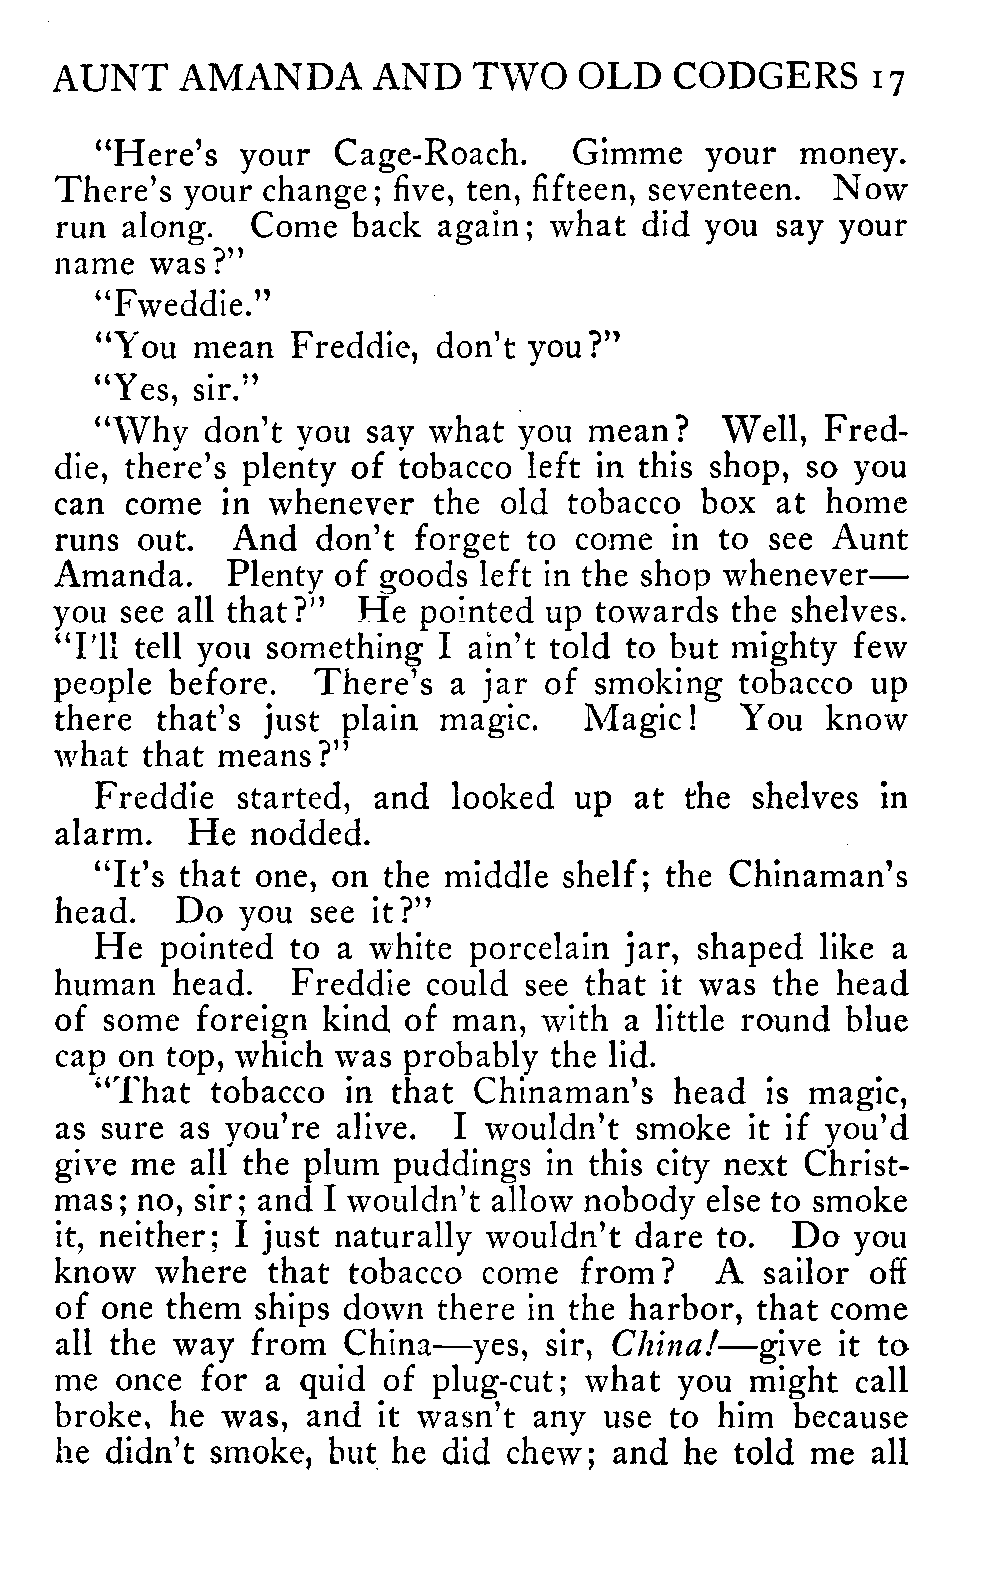 AUNT AMANDA AND TWO OLD CODGERS 17
"Here's your Cage-Roach. Gimme your money.
There's your change; five, ten, fifteen, seventeen. Now
run along. Come back again; what did you say your
name was?"
"Fweddie."
"You mean Freddie, don't you?"
"Yes, sir."
"Why don't you say what you mean? Well, Fred-
die, there's plenty of tobacco left in this shop, so you
can come in whenever the old tobacco box at home
runs out. And don't forget to come in to see Aunt
Amanda. Plenty of goods left in the shop whenever—
you see all that?" He pointed up towards the shelves.
"I'll tell you something I ain't told to but mighty few
people before. There's a jar of smoking tobacco up
there that's just plain magic. Magic! You know
what that means?"
Freddie started, and looked up at the shelves in
alarm. He nodded.
"It's that one, on the middle shelf; the Chinaman's
head. Do you see it?"
He pointed to a white porcelain jar, shaped like a
human head. Freddie could see that it was the head
of some foreign kind of man, with a little round blue
cap on top, which was probably the lid.
"That tobacco in that Chinaman's head is magic,
as sure as you're alive. I wouldn't smoke it if you'd
give me all the plum puddings in this city next Christ-
mas; no, sir; and I wouldn't allow nobody else to smoke
it, neither; I just naturally wouldn't dare to. Do you
know where that tobacco come from? A sailor off
of one them ships down there in the harbor, that come
all the way from China—yes, sir, China!—give it to
me once for a quid of plug-cut; what you might call
broke, he was, and it wasn't any use to him because
he didn't smoke, but he did chew; and he told me all